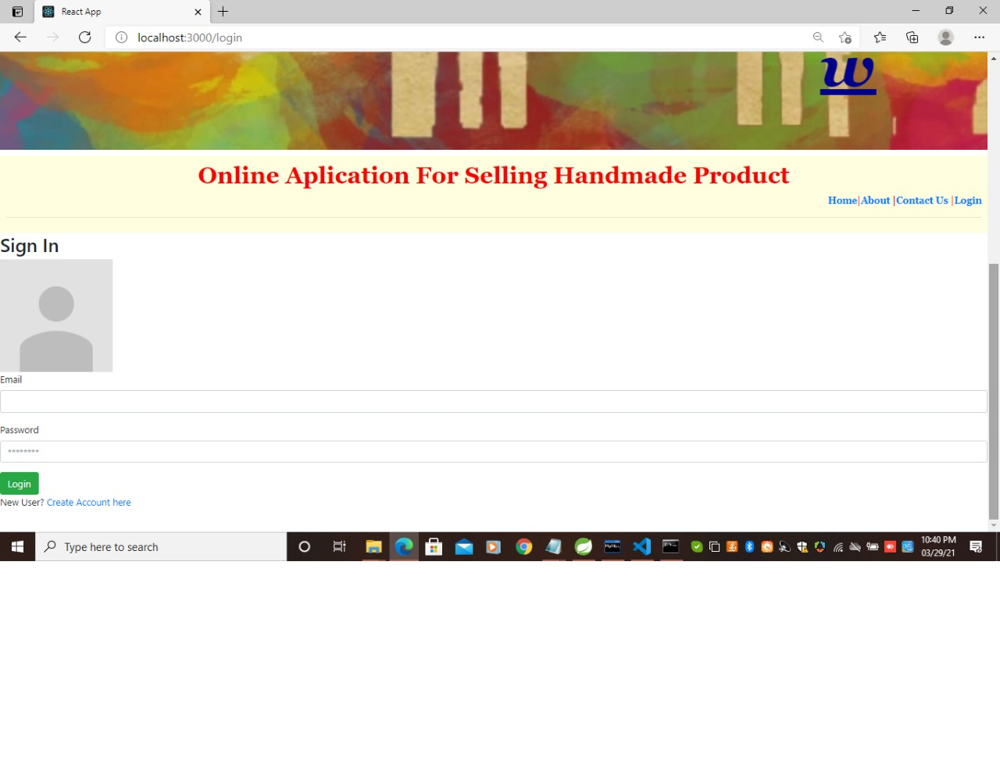 React App
localhost:3000/login
w
Online Aplication For Selling Handmade Product
Home|About |Contact Us |Login
Sign In
Email
Password
********
Login
New User? Create Account here
Type here to search
10:40 PM
03/29/21